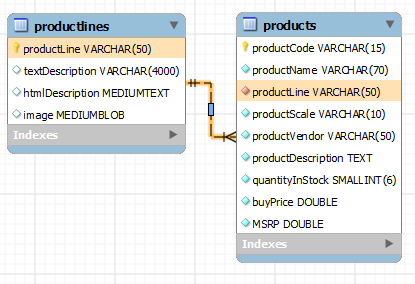 productlines
productLine VARCHAR(50)
textDescription VARCHAR(4000)
htmlDescription MEDIUMTEXT
image MEDIUMBLOB
Indexes
products
productCode VARCHAR(15)
productName VARCHAR(70)
productLine VARCHAR(50)
productScale VARCHAR(10)
productVendor VARCHAR(50)
productDescription TEXT
quantityInStock SMALLINT(6)
buyPrice DOUBLE
MSRP DOUBLE
Indexes